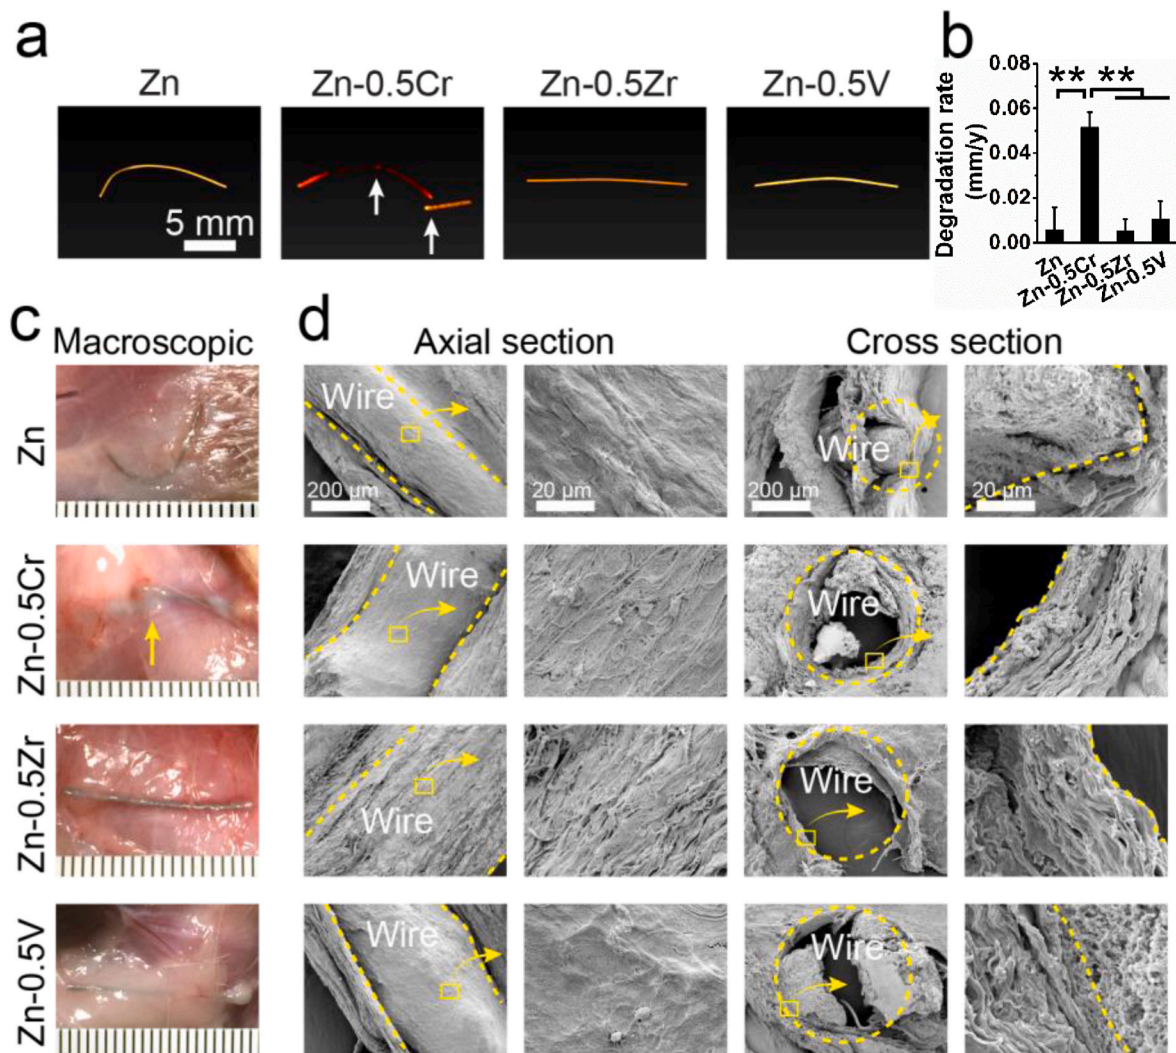 a
Zn
Zn-0.5Cr
Zn-0.5Zr
Zn-0.5V
5 mm
b
Degradation rate
(mm/y)
0.08
0.06
0.04
0.02
0.00
** **
Zn
Zn-0.5Cr
Zn-0.5Zr
Zn-0.5V
c
Macroscopic
d
Axial section
Cross section
Zn
Wire
200 µm
20 µm
Wire
200 µm
20 µm
Zn-0.5Cr
Wire
Wire
Zn-0.5Zr
Wire
Wire
Zn-0.5V
Wire
Wire